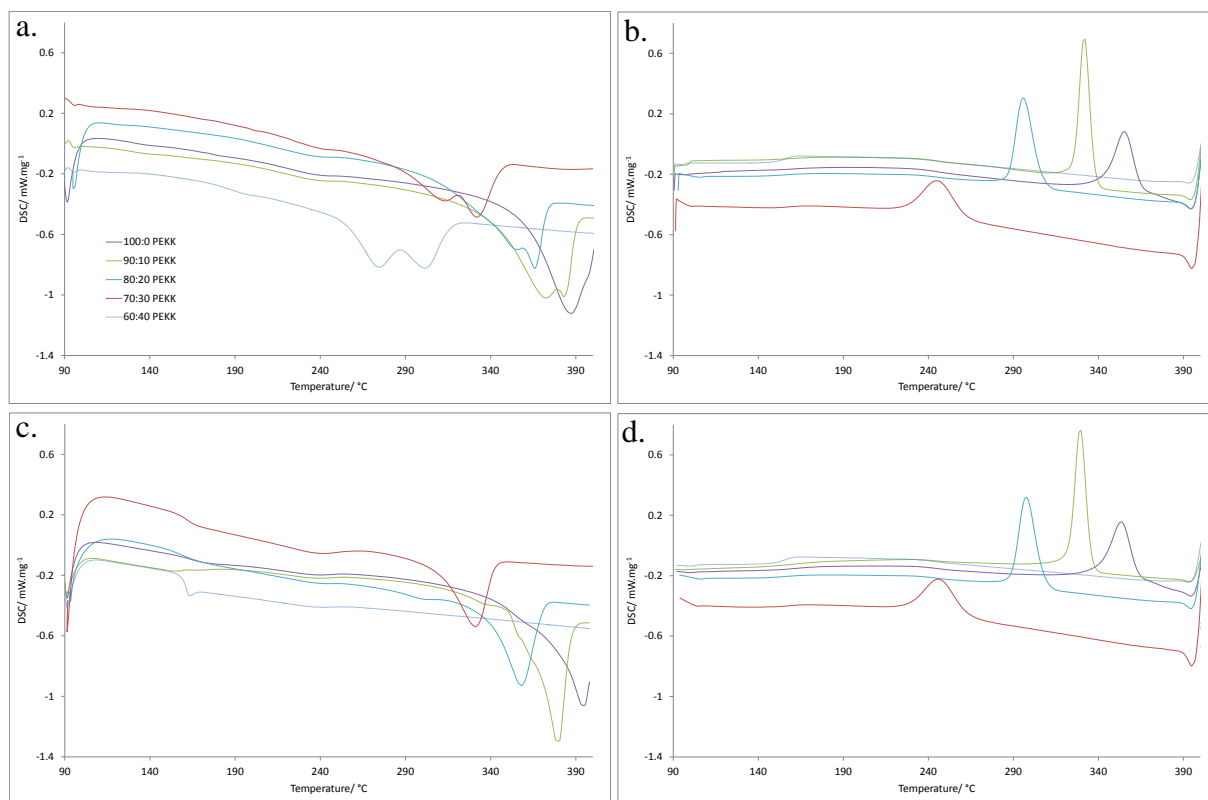 a.
0.6
0.2
-0.2
-0.6
-1
-1.4
DSC/ mW.mg-1
100:0 PEKK
90:10 PEKK
80:20 PEKK
70:30 PEKK
60:40 PEKK
90 140 190 240 290 340 390
Temperature/ °C
b.
0.6
0.2
-0.2
-0.6
-1
-1.4
DSC/ mW.mg-1
90 140 190 240 290 340 390
Temperature/ °C
c.
0.6
0.2
-0.2
-0.6
-1
-1.4
DSC/ mW.mg-1
90 140 190 240 290 340 390
Temperature/ °C
d.
0.6
0.2
-0.2
-0.6
-1
-1.4
DSC/ mW.mg-1
90 140 190 240 290 340 390
Temperature/ °C